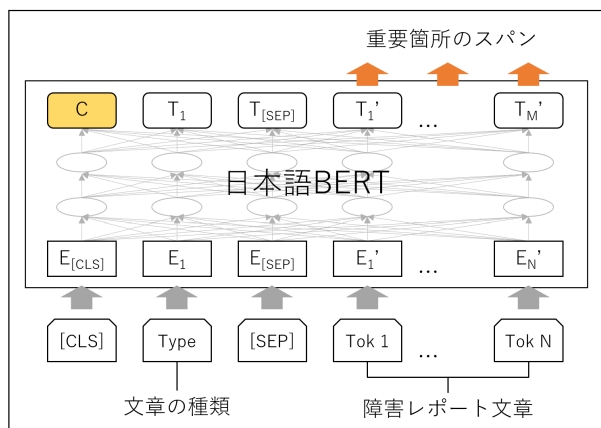 重要箇所のスパン
C T₁ T[SEP] T₁' ... Tₘ'
日本語BERT
E[CLS] E₁ E[SEP] E₁' ... E_N'
[CLS] Type [SEP] Tok 1 ... Tok N
文章の種類 障害レポート文章